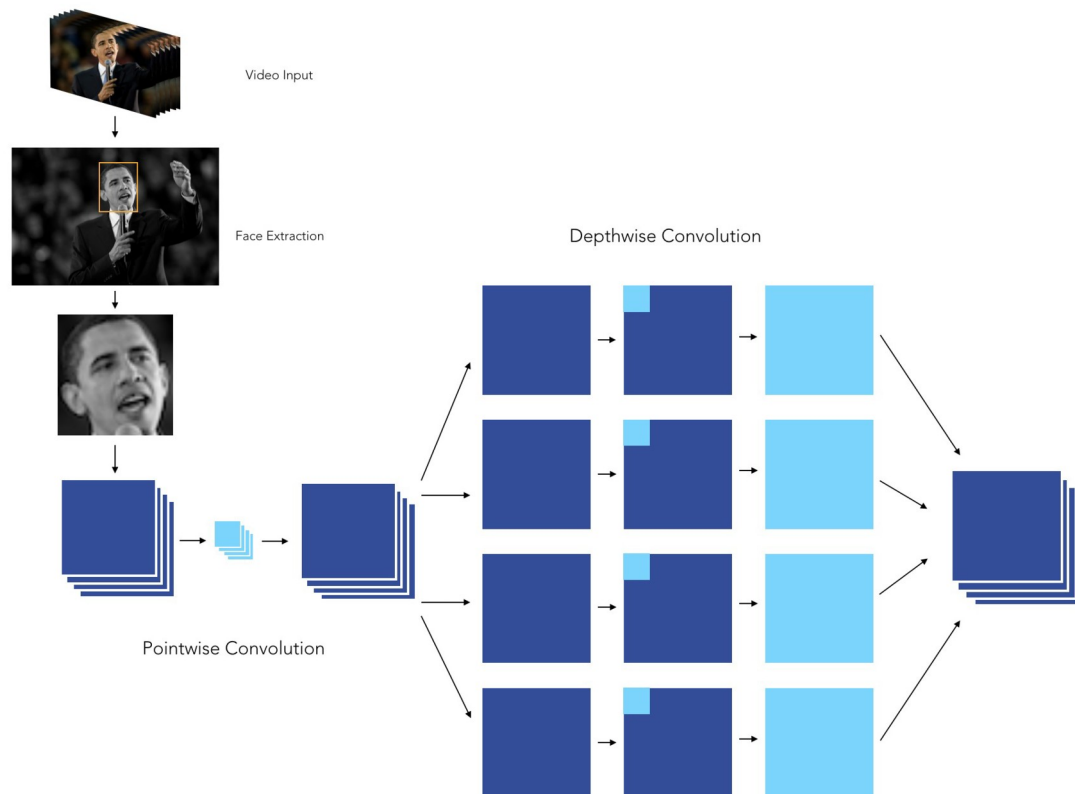 Video Input
Face Extraction
Depthwise Convolution
Pointwise Convolution